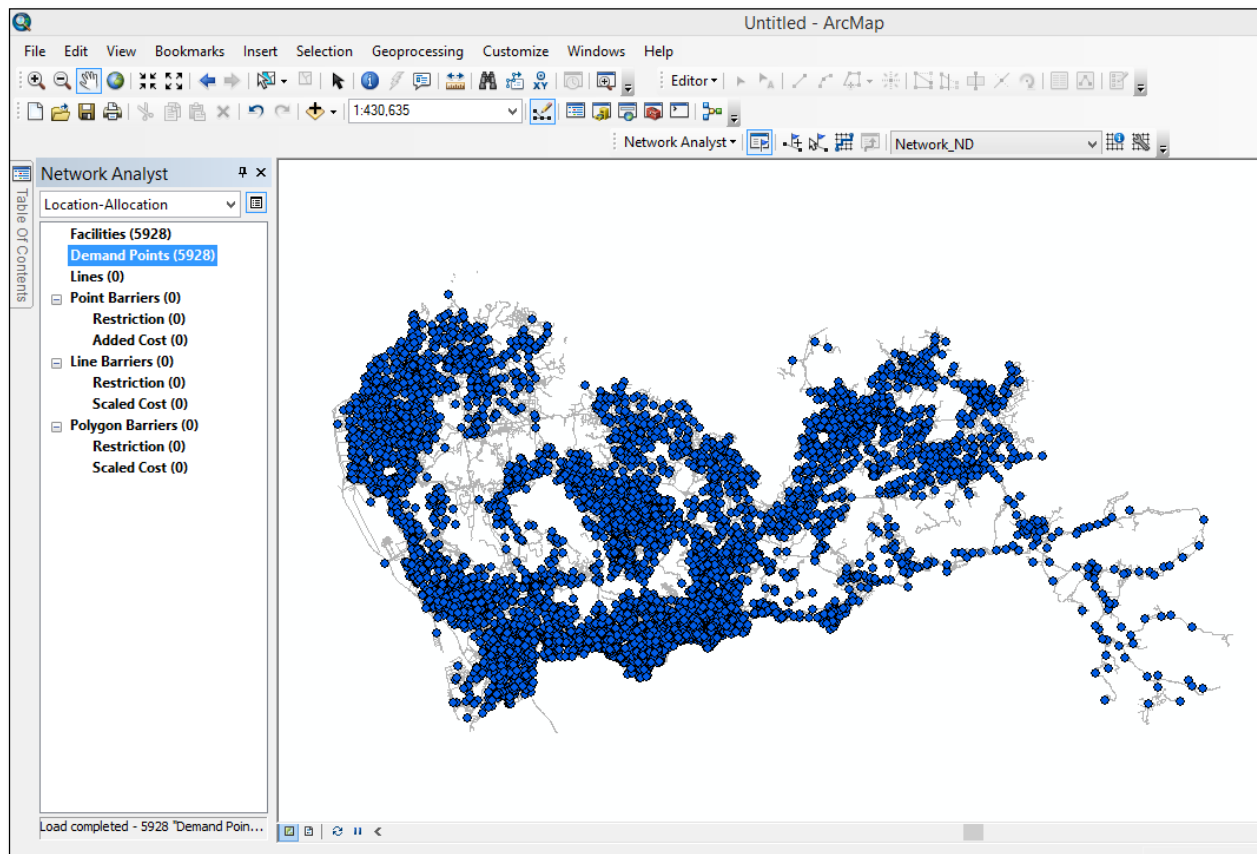 Untitled - ArcMap
File Edit View Bookmarks Insert Selection Geoprocessing Customize Windows Help
XY Editor
1:430,635
Network Analyst Network_ND
Table Of Contents
Network Analyst
Location-Allocation
Facilities (5928)
Demand Points (5928)
Lines (0)
Point Barriers (0)
Restriction (0)
Added Cost (0)
Line Barriers (0)
Restriction (0)
Scaled Cost (0)
Polygon Barriers (0)
Restriction (0)
Scaled Cost (0)
Load completed - 5928 "Demand Poin...